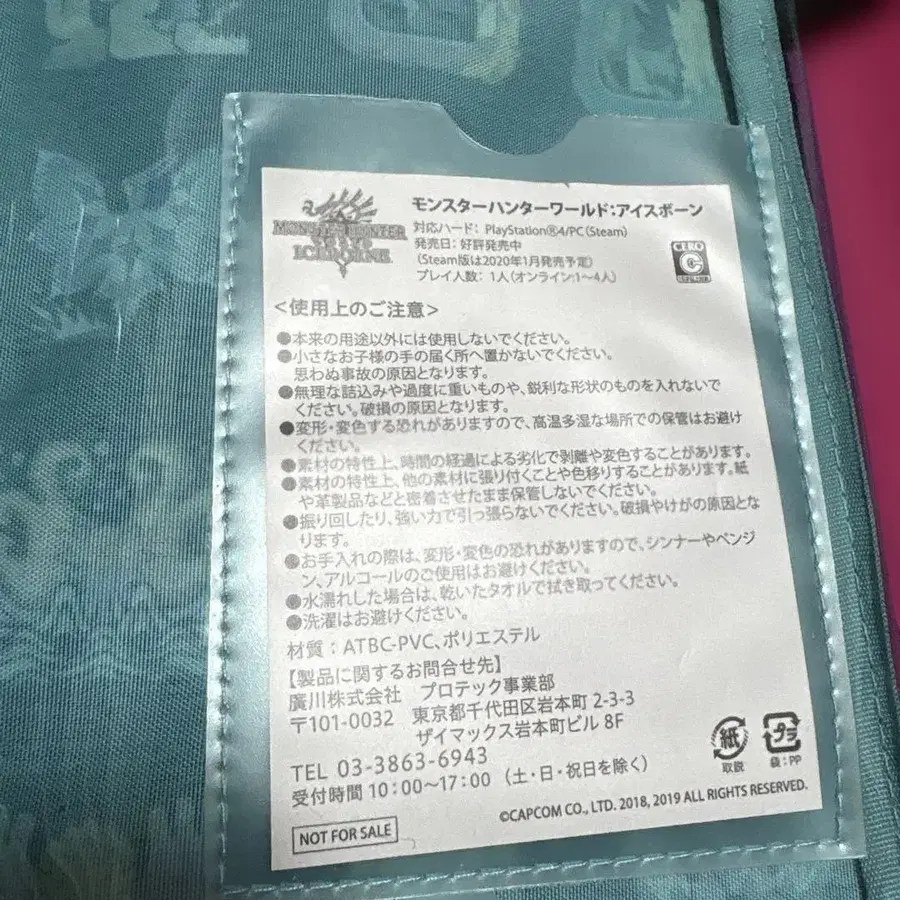 MONSTER HUNTER
WORLD
ICEBORNE
モンスターハンターワールド:アイスボーン
対応ハード: PlayStation®4/PC(Steam)
発売日: 好評発売中
(Steam版は2020年1月発売予定)
プレイ人数: 1人(オンライン1~4人)
CERO
C
<使用上のご注意>
●本来の用途以外には使用しないでください。
●小さなお子様の手の届く所へ置かないでください。
思わぬ事故の原因となります。
●無理な詰込みや過度に重いものや、鋭利な形状のものを入れないで
ください。破損の原因となります。
●変形・変色する恐れがありますので、高温多湿な場所での保管はお避け
ください。
●素材の特性上、時間の経過による劣化で剥離や変色することがあります。
●素材の特性上、他の素材に張り付くことや色移りすることがあります。紙
や革製品などと密着させたまま保管しないでください。
●振り回したり、強い力で引っ張らないでください。破損やけがの原因とな
ります。
●お手入れの際は、変形・変色の恐れがありますので、シンナーやベンジ
ン、アルコールのご使用はお避けください。
●水濡れした場合は、乾いたタオルで拭き取ってください。
●洗濯はお避けください。
材質:ATBC-PVC、ポリエステル
【製品に関するお問合せ先】
廣川株式会社 プロテック事業部
〒101-0032 東京都千代田区岩本町 2-3-3
ザイマックス岩本町ビル 8F
TEL 03-3863-6943
受付時間 10:00~17:00 (土・日・祝日を除く)
紙
取説
プラ
袋:PP
©CAPCOM CO., LTD. 2018, 2019 ALL RIGHTS RESERVED.
NOT FOR SALE